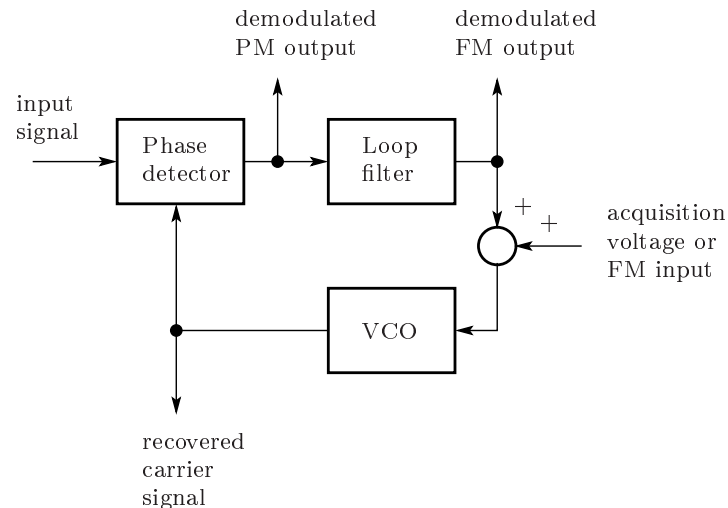 demodulated
PM output
demodulated
FM output
input
signal
Phase
detector
Loop
filter
+
+
acquisition
voltage or
FM input
VCO
recovered
carrier
signal